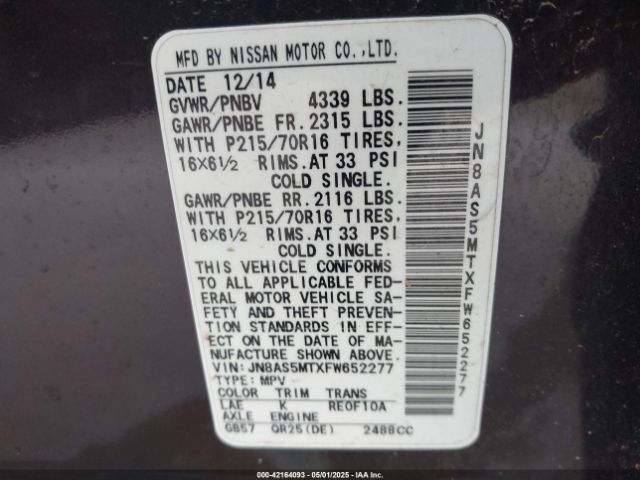 MFD BY NISSAN MOTOR CO.,LTD.
DATE 12/14
GVWR/PNBV 4339 LBS.
GAWR/PNBE FR. 2315 LBS.
WITH P215/70R16 TIRES,
16X6½ RIMS. AT 33 PSI
COLD SINGLE.
GAWR/PNBE RR. 2116 LBS.
WITH P215/70R16 TIRES,
16X6½ RIMS. AT 33 PSI
COLD SINGLE.
THIS VEHICLE CONFORMS
TO ALL APPLICABLE FED-
ERAL MOTOR VEHICLE SA-
FETY AND THEFT PREVEN-
TION STANDARDS IN EFF-
ECT ON THE DATE OF MA-
NUFACTURE SHOWN ABOVE.
VIN: JN8AS5MTXFW652277
TYPE: MPV
COLOR TRIM TRANS
LAE K RE0F10A
AXLE ENGINE
GB57 QR25(DE) 2488CC
JN8AS5MTXFW652277
000-42164093 - 05/01/2025 - IAAI.COM